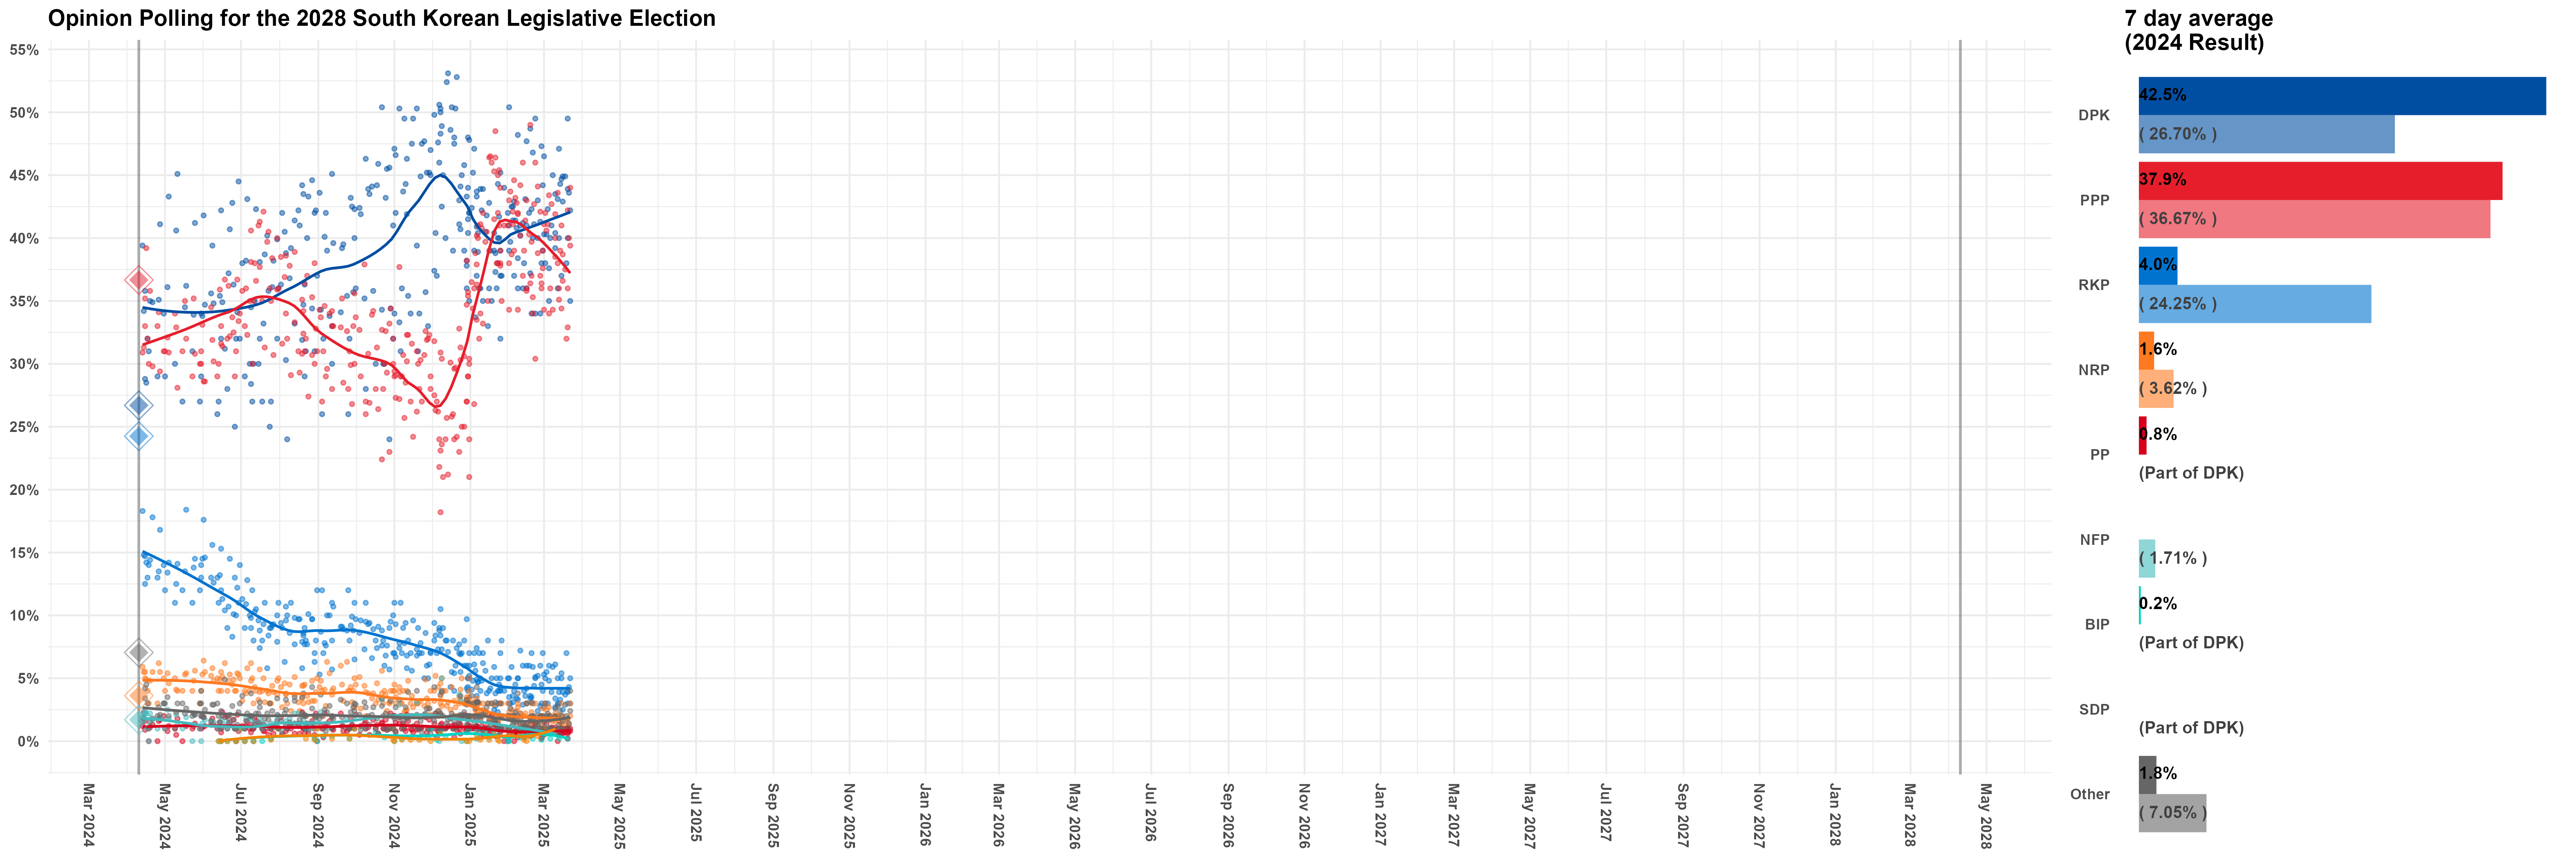 Opinion Polling for the 2028 South Korean Legislative Election
55%
50%
45%
40%
35%
30%
25%
20%
15%
10%
5%
0%
Mar 2024
May 2024
Jul 2024
Sep 2024
Nov 2024
Jan 2025
Mar 2025
May 2025
Jul 2025
Sep 2025
Nov 2025
Jan 2026
Mar 2026
May 2026
Jul 2026
Sep 2026
Nov 2026
Jan 2027
Mar 2027
May 2027
Jul 2027
Sep 2027
Nov 2027
Jan 2028
Mar 2028
May 2028
7 day average
(2024 Result)
DPK
42.5%
( 26.70% )
PPP
37.9%
( 36.67% )
RKP
4.0%
( 24.25% )
NRP
1.6%
( 3.62% )
PP
0.8%
(Part of DPK)
NFP
( 1.71% )
BIP
0.2%
(Part of DPK)
SDP
(Part of DPK)
Other
1.8%
( 7.05% )